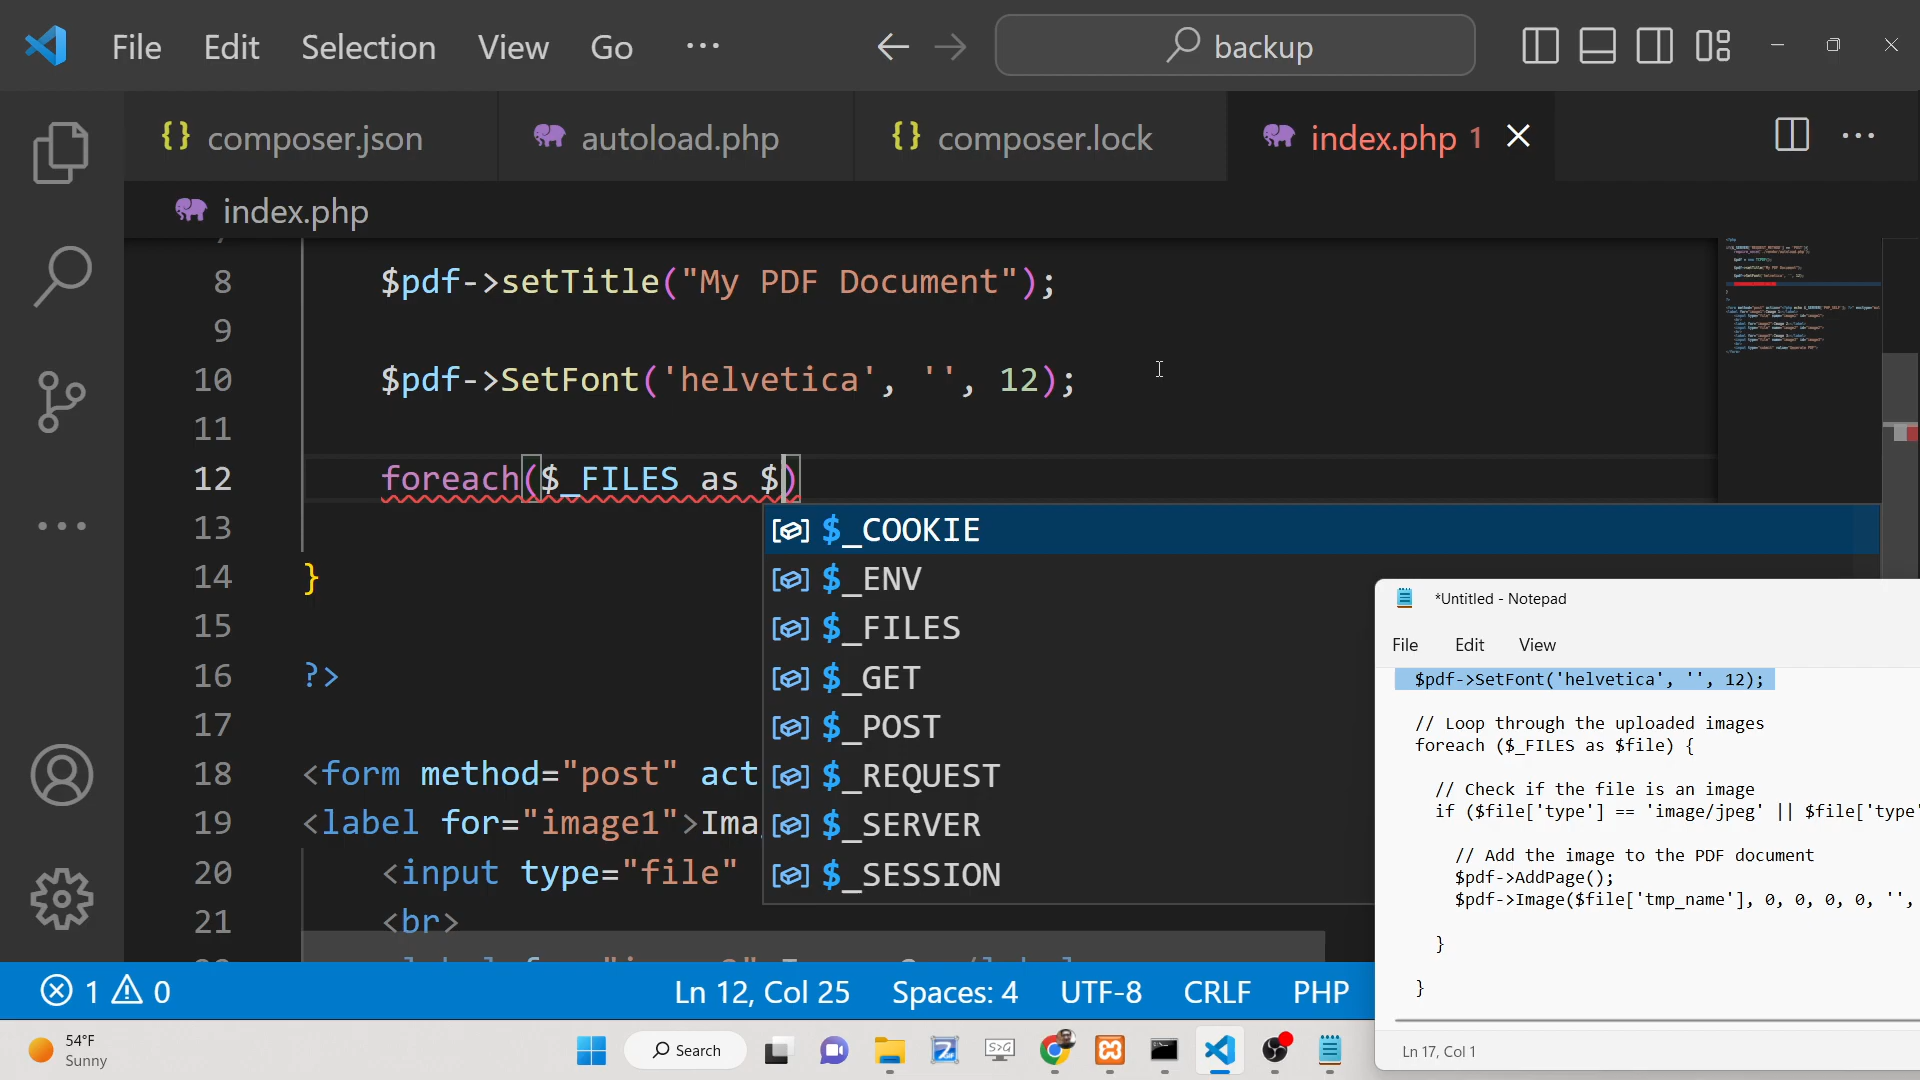 File Edit Selection View Go ··· backup
{} composer.json autoload.php {} composer.lock index.php 1
index.php
8 $pdf->setTitle("My PDF Document");
9
10 $pdf->SetFont('helvetica', '', 12);
11
12 foreach($_FILES as $)
13
14 }
15
16 ?>
17
18 <form method="post" act
19 <label for="image1">Ima
20 <input type="file"
21 <br>
$_COOKIE
$_ENV
$_FILES
$_GET
$_POST
$_REQUEST
$_SERVER
$_SESSION
*Untitled - Notepad
File Edit View
$pdf->SetFont('helvetica', '', 12);
// Loop through the uploaded images
foreach ($_FILES as $file) {
// Check if the file is an image
if ($file['type'] == 'image/jpeg' || $file['type'
// Add the image to the PDF document
$pdf->AddPage();
$pdf->Image($file['tmp_name'], 0, 0, 0, 0, '',
}
}
Ln 17, Col 1
1 0 Ln 12, Col 25 Spaces: 4 UTF-8 CRLF PHP
54°F
Sunny
Search